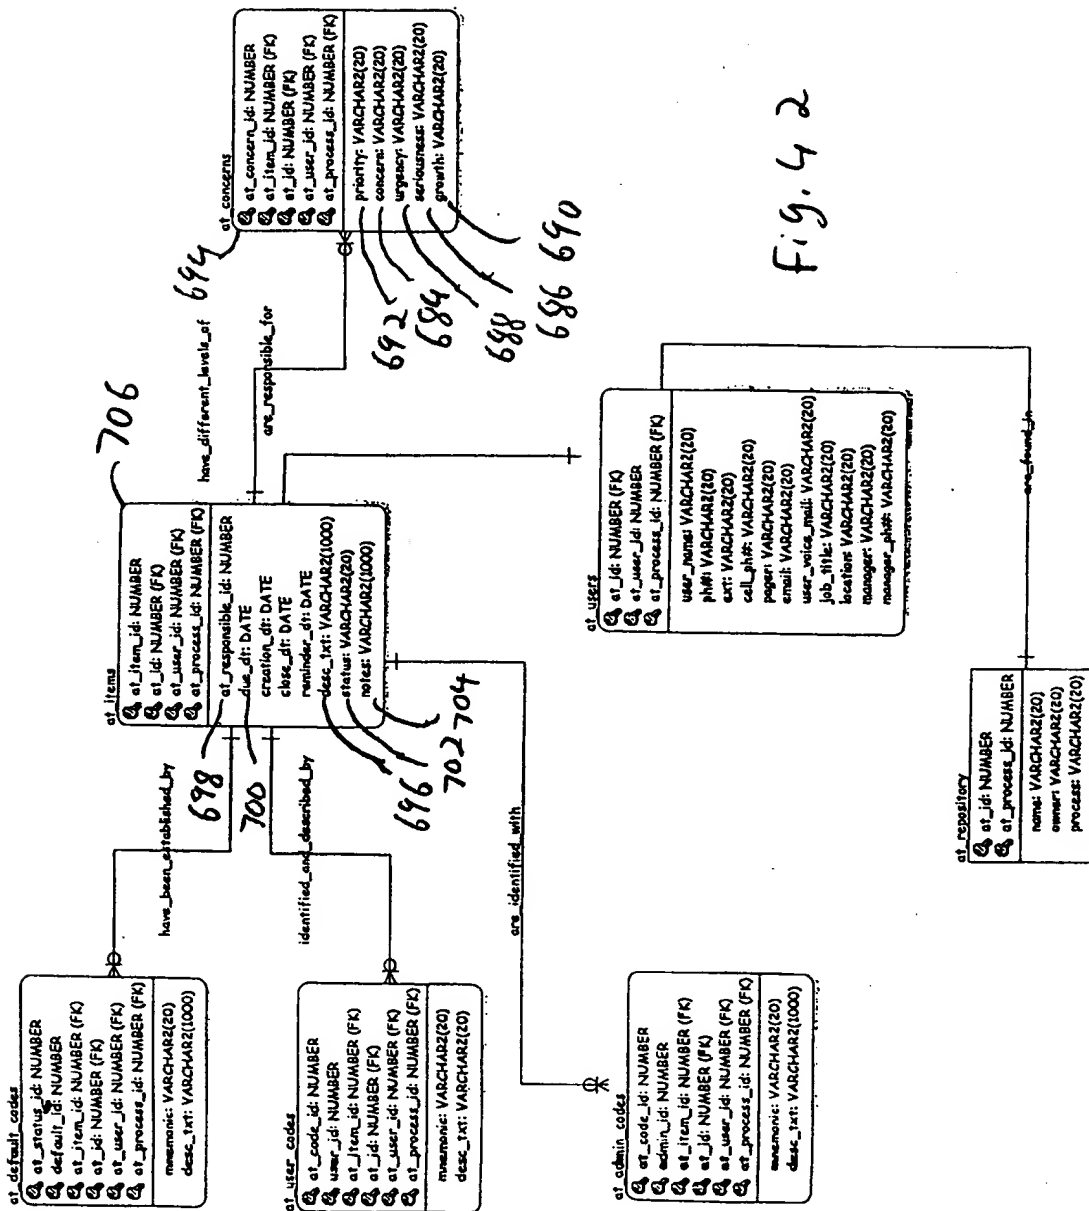 at_default_codes
at_status_id: NUMBER
default_id: NUMBER
at_item_id: NUMBER (FK)
at_id: NUMBER (FK)
at_user_id: NUMBER (FK)
at_process_id: NUMBER (FK)
mnemonic: VARCHAR2(20)
desc_txt: VARCHAR2(1000)
at_user_codes
at_code_id: NUMBER
user_id: NUMBER
at_item_id: NUMBER (FK)
at_id: NUMBER (FK)
at_user_id: NUMBER (FK)
at_process_id: NUMBER (FK)
mnemonic: VARCHAR2(20)
desc_txt: VARCHAR2(20)
at_admin_codes
at_code_id: NUMBER
admin_id: NUMBER
at_item_id: NUMBER (FK)
at_id: NUMBER (FK)
at_user_id: NUMBER (FK)
at_process_id: NUMBER (FK)
mnemonic: VARCHAR2(20)
desc_txt: VARCHAR2(1000)
have_been_established_by
identified_and_described_by
are_identified_with
698
700
696
702
704
706
at_items
at_item_id: NUMBER
at_id: NUMBER (FK)
at_user_id: NUMBER (FK)
at_process_id: NUMBER (FK)
at_responsible_id: NUMBER
due_dt: DATE
creation_dt: DATE
close_dt: DATE
reminder_dt: DATE
desc_txt: VARCHAR2(1000)
status: VARCHAR2(20)
notes: VARCHAR2(1000)
have_different_levels_of
are_responsible_for
at_concerns
at_concern_id: NUMBER
at_item_id: NUMBER (FK)
at_id: NUMBER (FK)
at_user_id: NUMBER (FK)
at_process_id: NUMBER (FK)
priority: VARCHAR2(20)
concern: VARCHAR2(20)
urgency: VARCHAR2(20)
seriousness: VARCHAR2(20)
growth: VARCHAR2(20)
694
692
684
688
686
690
at_users
at_id: NUMBER (FK)
at_user_id: NUMBER
at_process_id: NUMBER (FK)
user_name: VARCHAR2(20)
ph#: VARCHAR2(20)
ext: VARCHAR2(20)
cell_ph#: VARCHAR2(20)
pager: VARCHAR2(20)
email: VARCHAR2(20)
user_voice_mail: VARCHAR2(20)
job_title: VARCHAR2(20)
location: VARCHAR2(20)
manager: VARCHAR2(20)
manager_ph#: VARCHAR2(20)
are_found_in
at_repository
at_id: NUMBER
at_process_id: NUMBER
name: VARCHAR2(20)
owner: VARCHAR2(20)
process: VARCHAR2(20)
Fig. 42